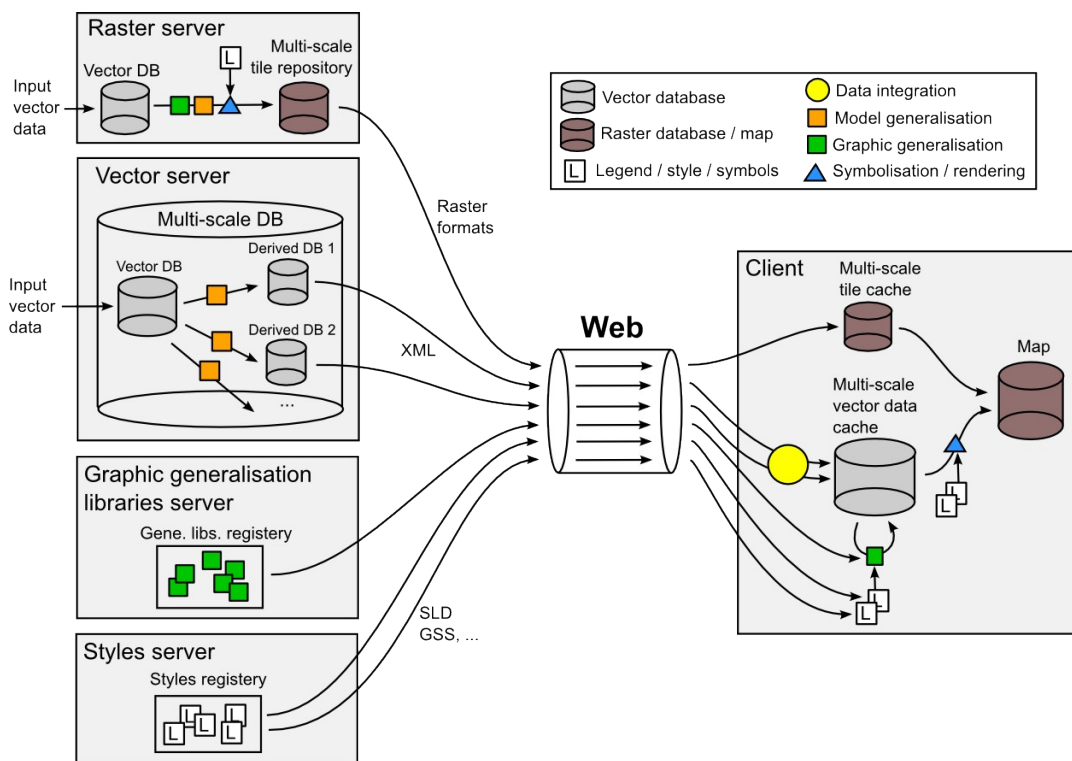 Raster server
Vector DB
L
Multi-scale
tile repository
Input
vector
data
Vector server
Multi-scale DB
Vector DB
Derived DB 1
Derived DB 2
...
Input
vector
data
Graphic generalisation
libraries server
Gene. libs. registery
Styles server
Styles registery
L
L
L
L
L
Raster
formats
XML
SLD
GSS, ...
Web
Vector database
Raster database / map
L
Legend / style / symbols
Data integration
Model generalisation
Graphic generalisation
Symbolisation / rendering
Client
Multi-scale
tile cache
Map
Multi-scale
vector data
cache
L
L
L
L